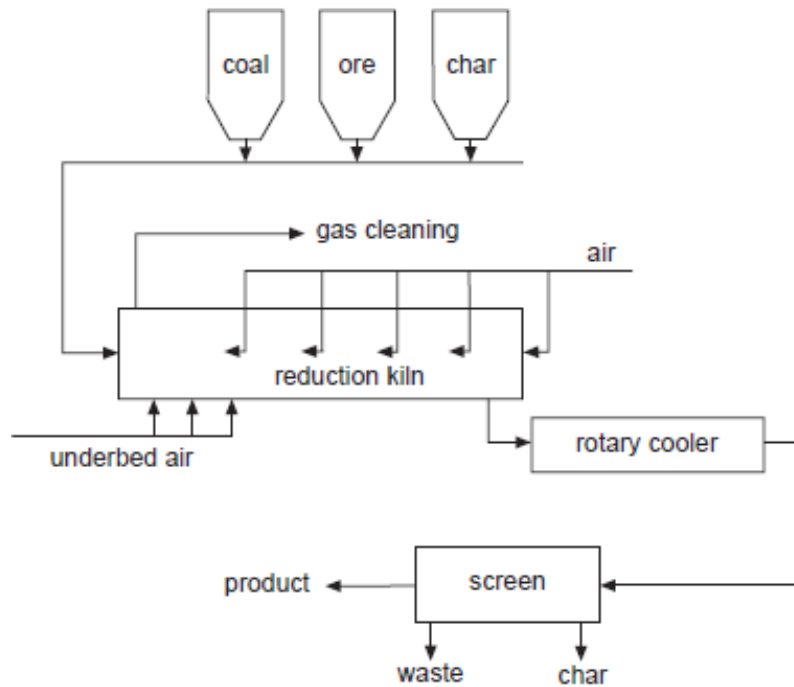 coal
ore
char
gas cleaning
air
reduction kiln
underbed air
rotary cooler
product
screen
waste
char